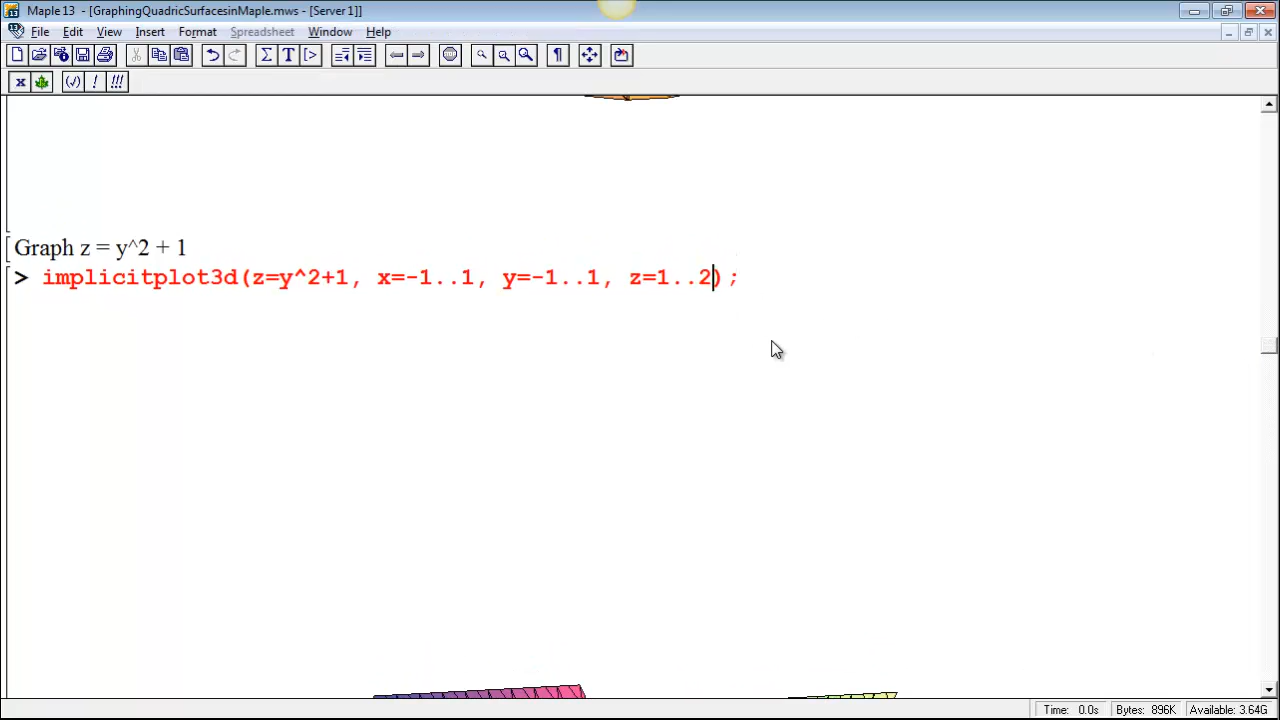 Maple 13 - [GraphingQuadricSurfacesinMaple.mws - [Server 1]]
File Edit View Insert Format Spreadsheet Window Help
Graph z = y^2 + 1
> implicitplot3d(z=y^2+1, x=-1..1, y=-1..1, z=1..2);
Time: 0.0s Bytes: 896K Available: 3.64G